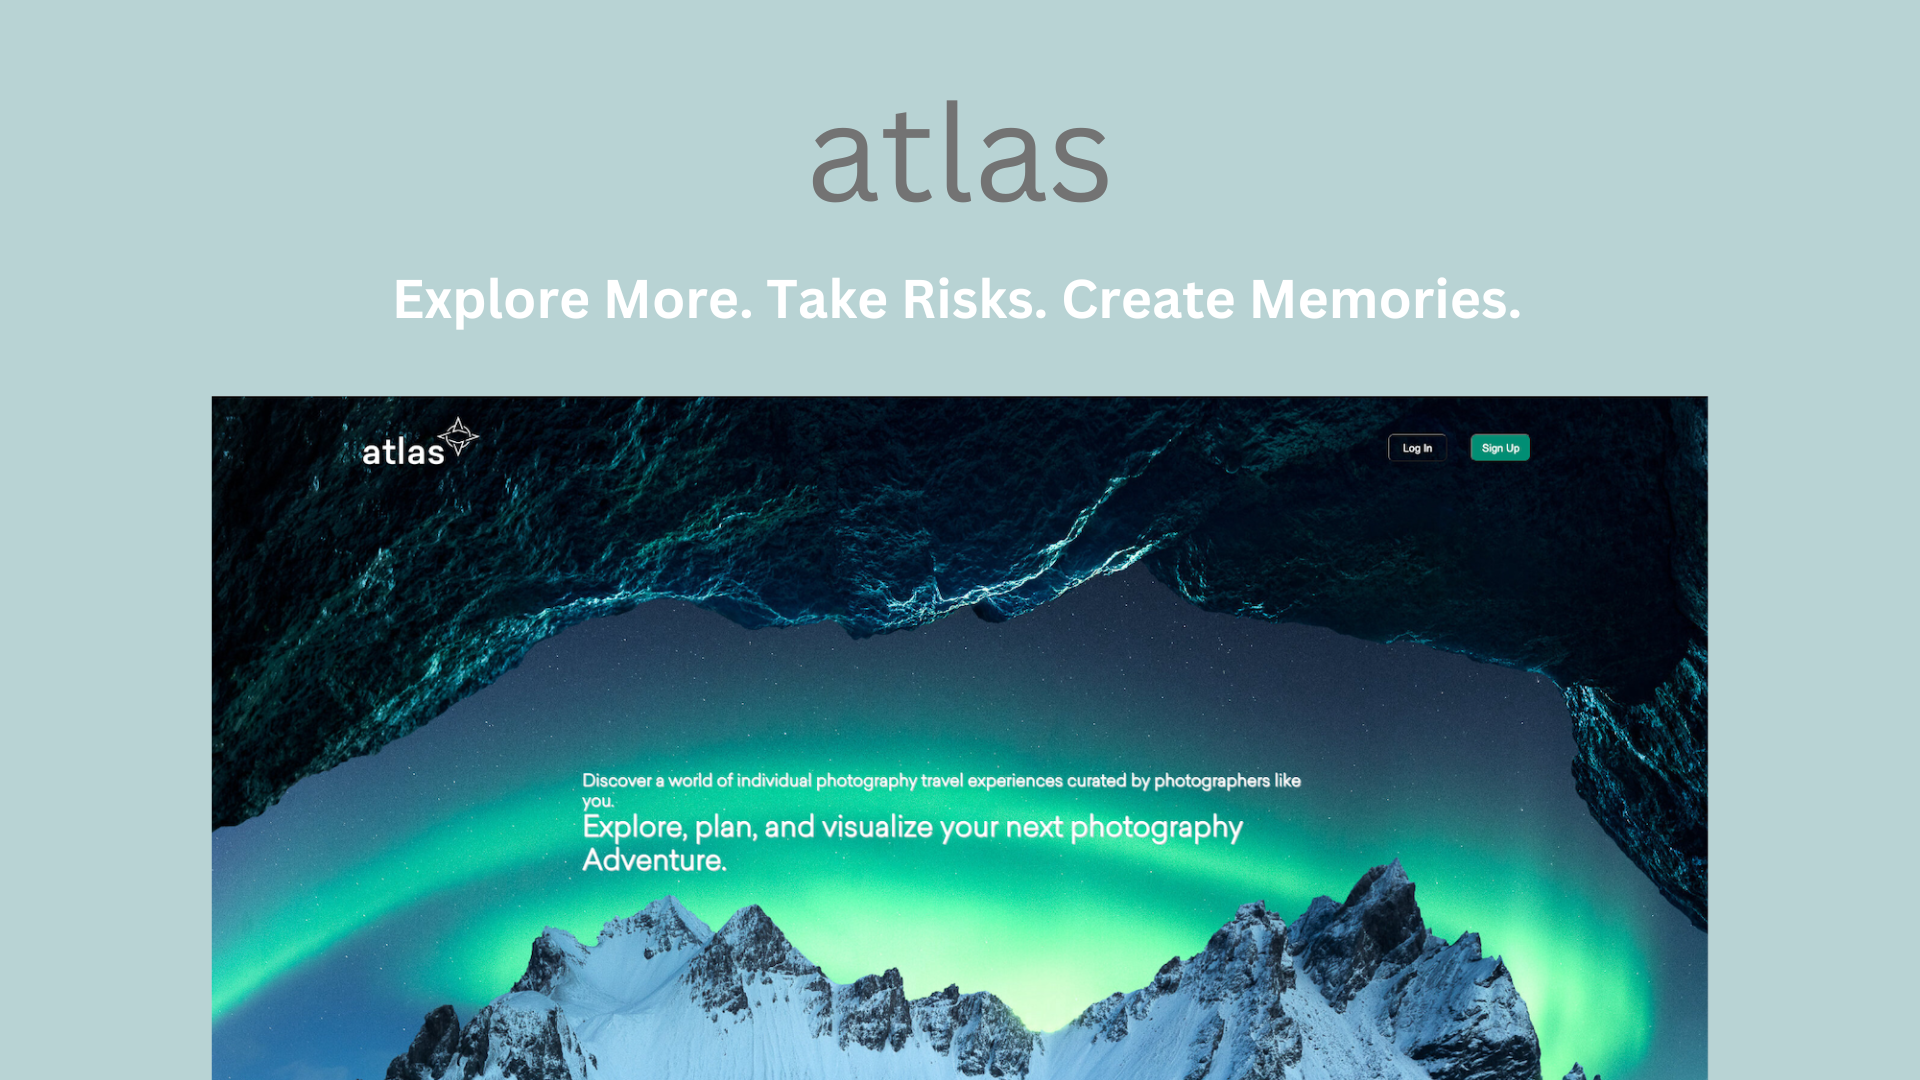 atlas
Explore More. Take Risks. Create Memories.
atlas
Log In
Sign Up
Discover a world of individual photography travel experiences curated by photographers like
you.
Explore, plan, and visualize your next photography
Adventure.